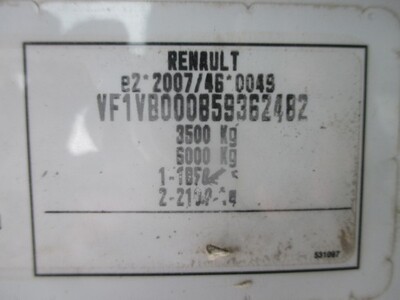 RENAULT
e2*2007/46*0049
VF1VB000859362482
3500 Kg
6000 Kg
531097